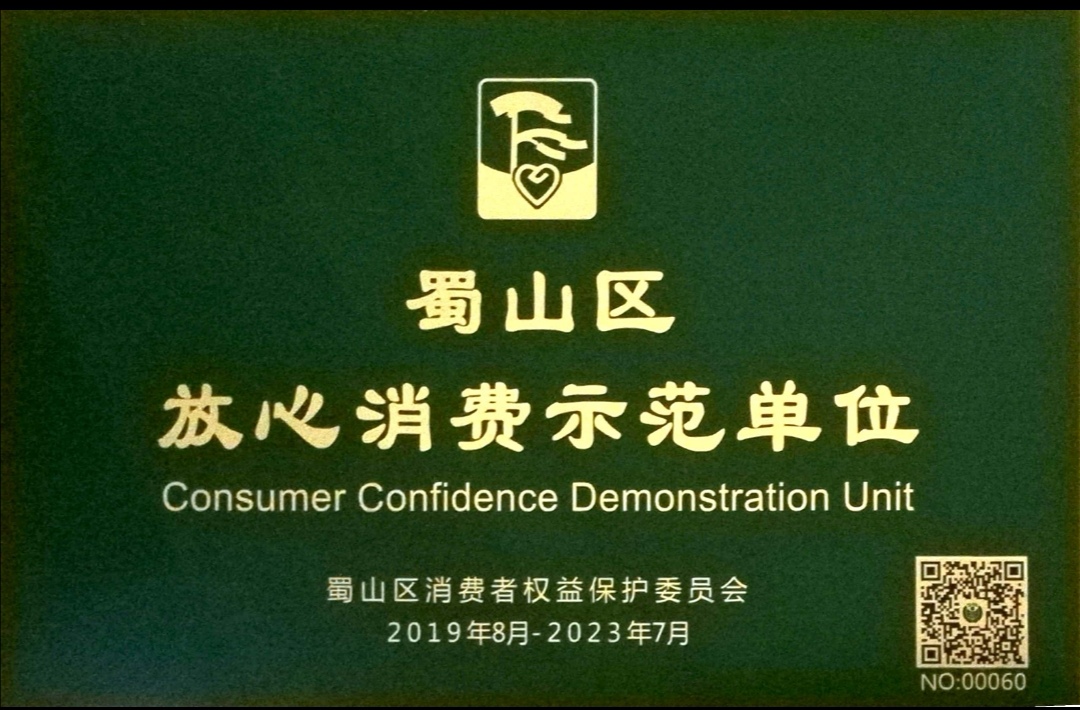 蜀山区
放心消费示范单位
Consumer Confidence Demonstration Unit
蜀山区消费者权益保护委员会
2019年8月-2023年7月
NO:00060